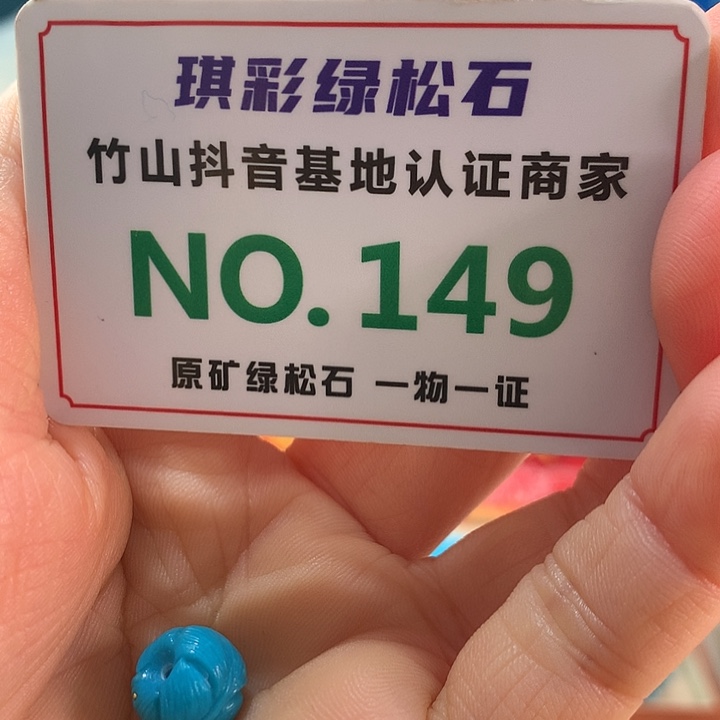 琪彩绿松石
竹山抖音基地认证商家
NO.149
原矿绿松石 一物一证